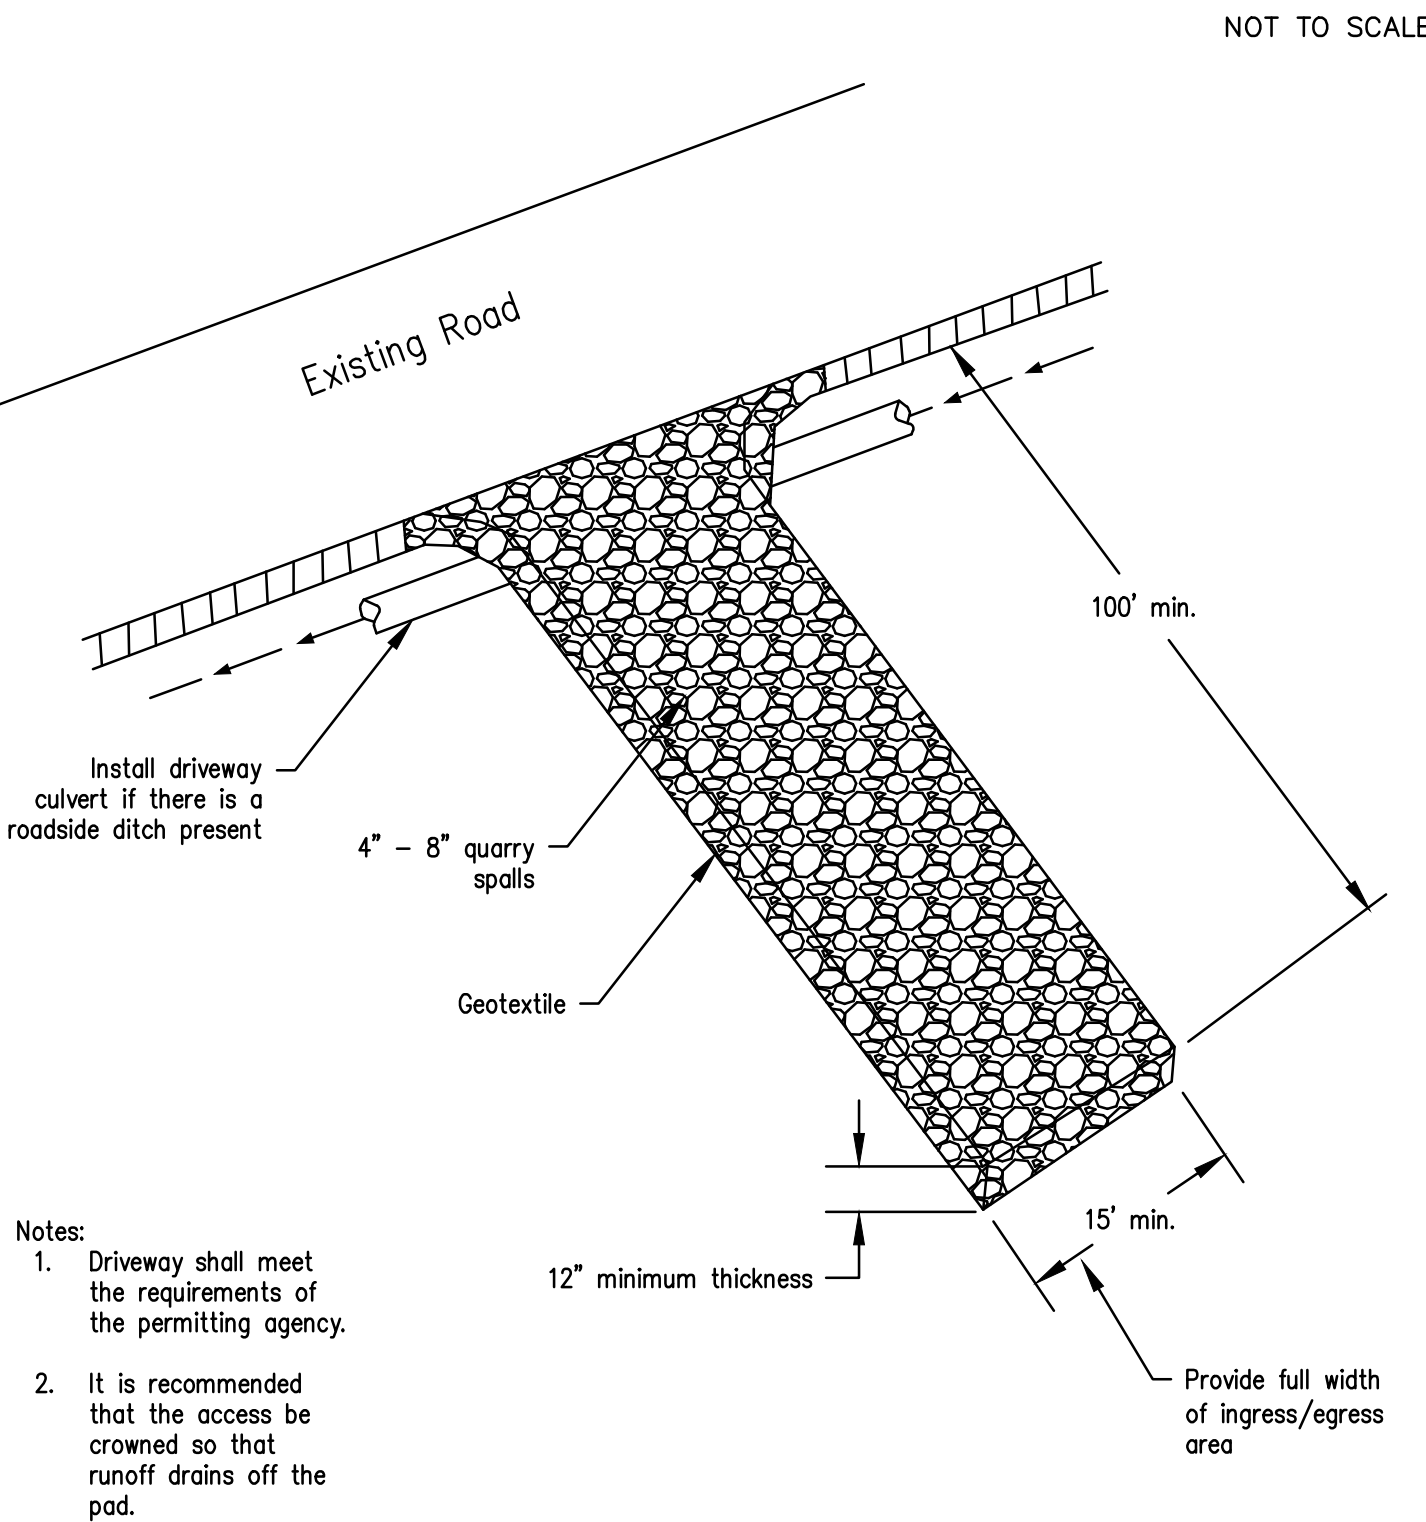 NOT TO SCALE
Existing Road
100' min.
Install driveway
culvert if there is a
roadside ditch present
4” – 8” quarry
spalls
Geotextile
15' min.
12” minimum thickness
Notes:
1. Driveway shall meet
the requirements of
the permitting agency.
2. It is recommended
that the access be
crowned so that
runoff drains off the
pad.
Provide full width
of ingress/egress
area